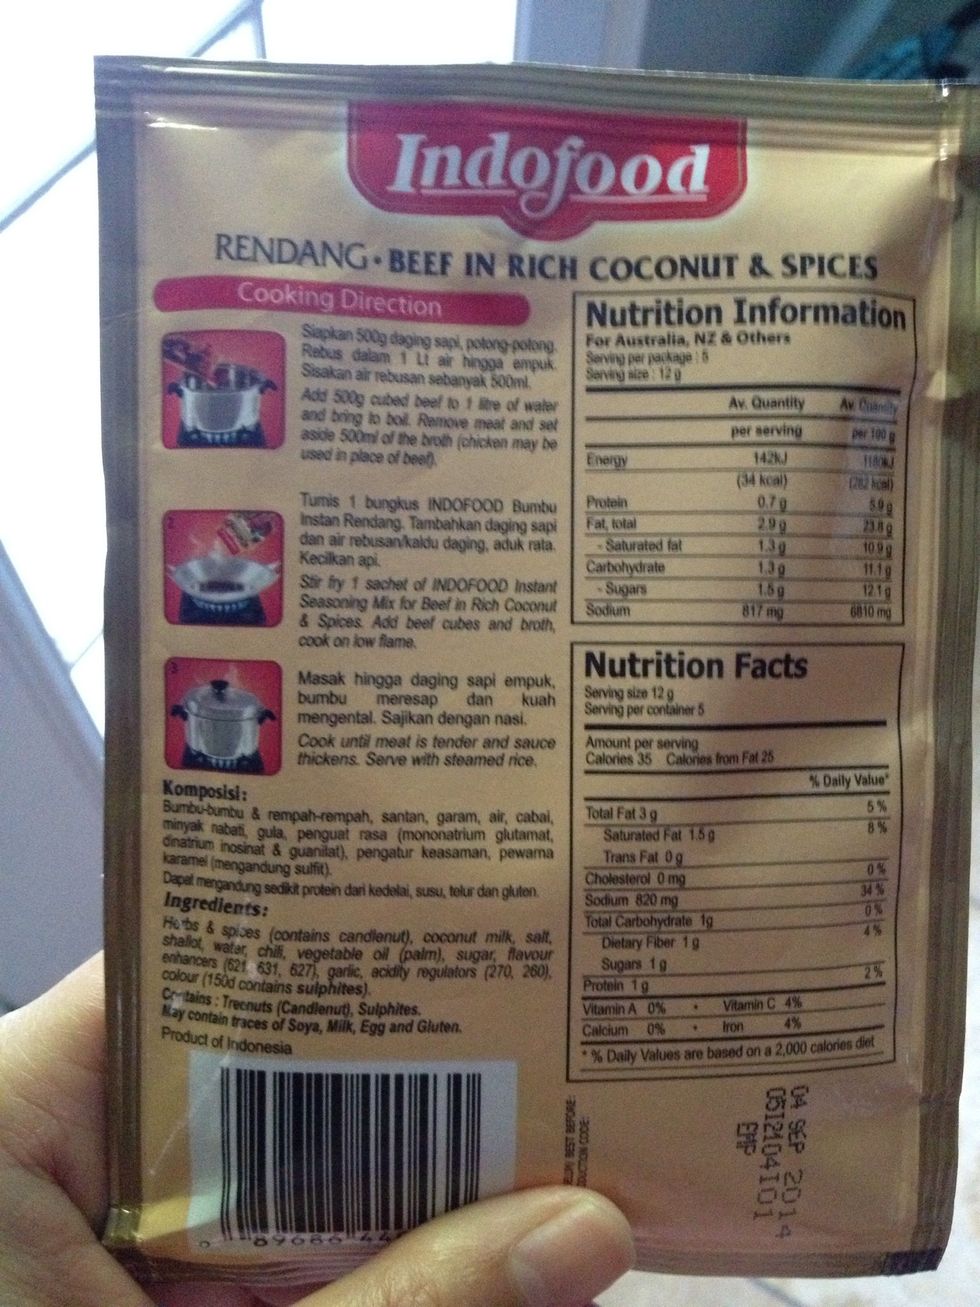 Indofood
RENDANG • BEEF IN RICH COCONUT & SPICES
Cooking Direction
Siapkan 500g daging sapi, potong-potong.
Rebus dalam 1 Lt air hingga empuk.
Sisakan air rebusan sebanyak 500ml.
Add 500g cubed beef to 1 litre of water
and bring to boil. Remove meat and set
aside 500ml of the broth (chicken may be
used in place of beef).
2
Tumis 1 bungkus INDOFOOD Bumbu
Instan Rendang. Tambahkan daging sapi
dan air rebusan/kaldu daging, aduk rata.
Kecilkan api.
Stir fry 1 sachet of INDOFOOD Instant
Seasoning Mix for Beef in Rich Coconut
& Spices. Add beef cubes and broth,
cook on low flame.
3
Masak hingga daging sapi empuk,
bumbu meresap dan kuah
mengental. Sajikan dengan nasi.
Cook until meat is tender and sauce
thickens. Serve with steamed rice.
Komposisi:
Bumbu-bumbu & rempah-rempah, santan, garam, air, cabai,
minyak nabati, gula, penguat rasa (mononatrium glutamat,
dinatrium inosinat & guanilat), pengatur keasaman, pewarna
karamel (mengandung sulfit).
Dapat mengandung sedikit protein dari kedelai, susu, telur dan gluten.
Ingredients:
Herbs & spices (contains candlenut), coconut milk, salt,
shallot, water, chili, vegetable oil (palm), sugar, flavour
enhancers (621, 631, 627), garlic, acidity regulators (270, 260),
colour (150d contains sulphites).
Contains : Treenuts (Candlenut), Sulphites.
May contain traces of Soya, Milk, Egg and Gluten.
Product of Indonesia
0 89686 44
Nutrition Information
For Australia, NZ & Others
Serving per package : 5
Serving size : 12 g
Av. Quantity Av. Quantity
per serving per 100 g
Energy 142kJ 1180kJ
(34 kcal) (282 kcal)
Protein 0.7 g 5.9 g
Fat, total 2.9 g 23.8 g
- Saturated fat 1.3 g 10.9 g
Carbohydrate 1.3 g 11.1 g
- Sugars 1.5 g 12.1 g
Sodium 817 mg 6810 mg
Nutrition Facts
Serving size 12 g
Serving per container 5
Amount per serving
Calories 35 Calories from Fat 25
% Daily Value*
Total Fat 3 g 5 %
Saturated Fat 1.5 g 8 %
Trans Fat 0 g
Cholesterol 0 mg 0 %
Sodium 820 mg 34 %
Total Carbohydrate 1g 0 %
Dietary Fiber 1 g 4 %
Sugars 1 g
Protein 1 g 2 %
Vitamin A 0% • Vitamin C 4%
Calcium 0% • Iron 4%
* % Daily Values are based on a 2,000 calories diet
BEST BEFORE:
CODE:
04 SEP 2014
0512104101
EMP